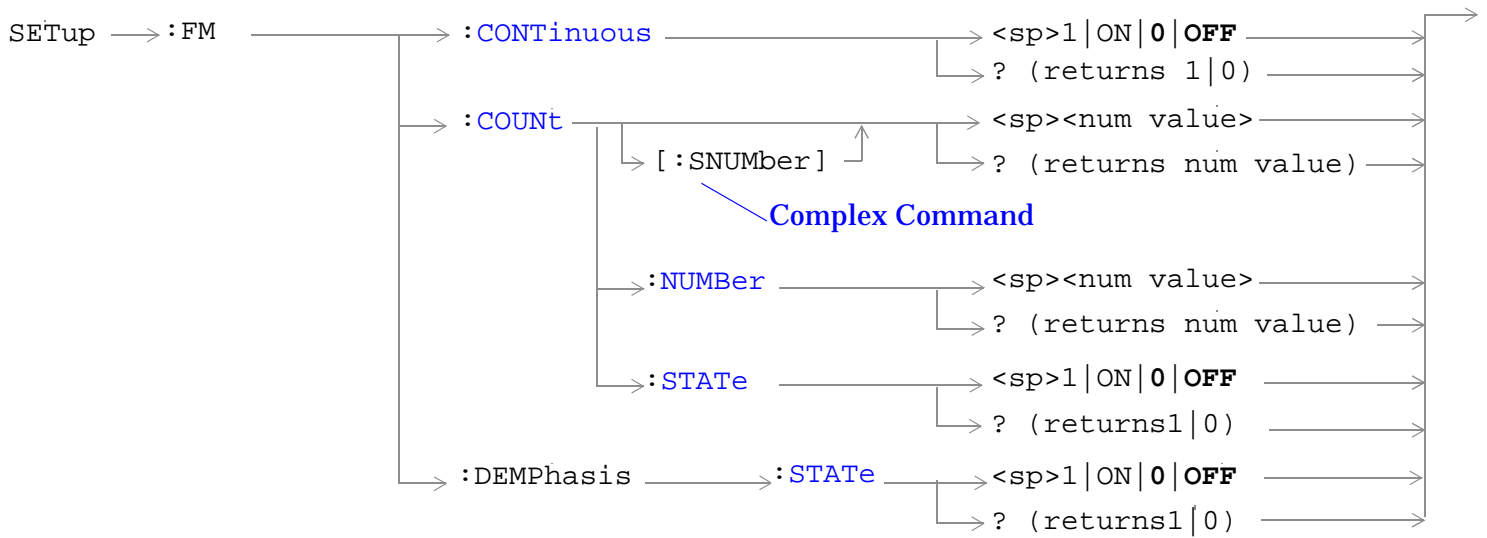 SETup :FM :CONTinuous <sp>1|ON|0|OFF
? (returns 1|0)
:COUNt <sp><num value>
[:SNUMber] ? (returns num value)
Complex Command
:NUMBer <sp><num value>
? (returns num value)
:STATe <sp>1|ON|0|OFF
? (returns1|0)
:DEMPhasis :STATe <sp>1|ON|0|OFF
? (returns1|0)